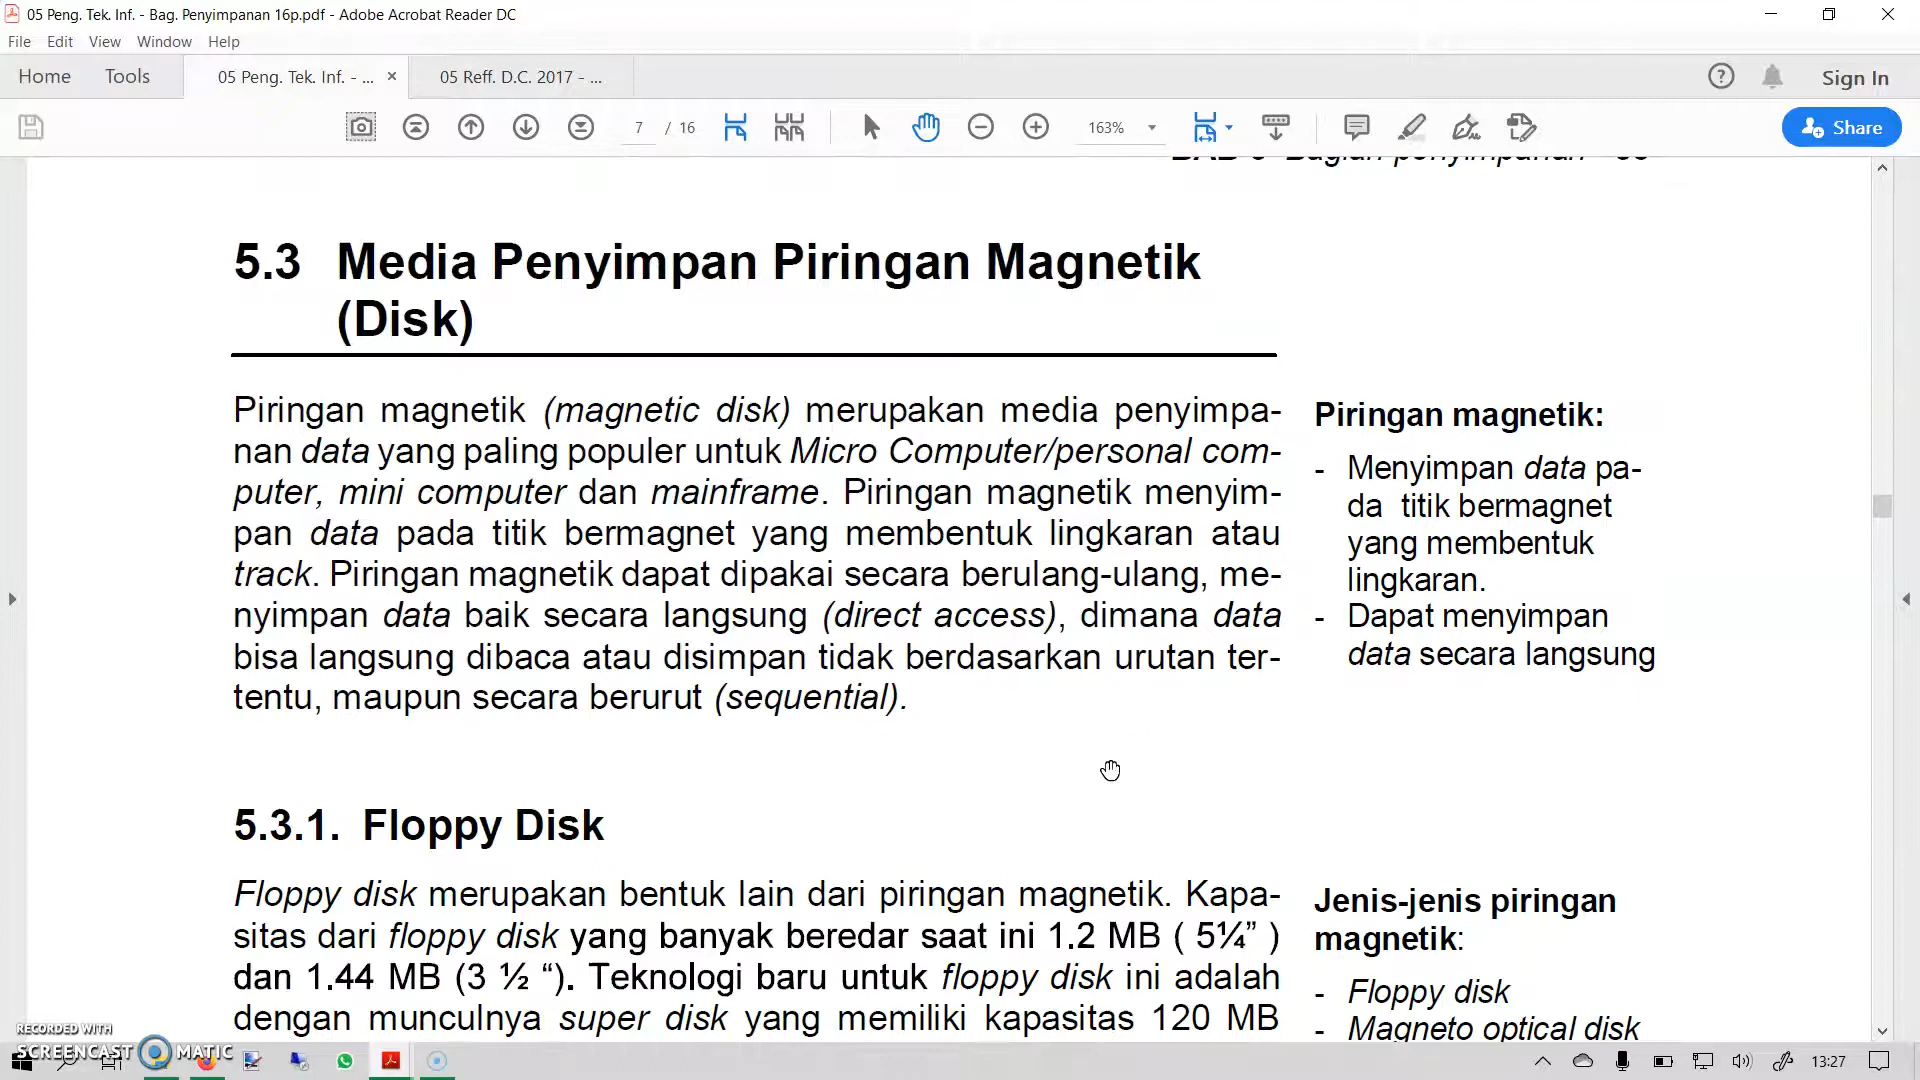 05 Peng. Tek. Inf. - Bag. Penyimpanan 16p.pdf - Adobe Acrobat Reader DC
File Edit View Window Help
Home Tools 05 Peng. Tek. Inf. - ... × 05 Reff. D.C. 2017 - ... ? Sign In
7 / 16 163% Share
Bagian penyimpanan
5.3 Media Penyimpan Piringan Magnetik
(Disk)
Piringan magnetik (magnetic disk) merupakan media penyimpa-
nan data yang paling populer untuk Micro Computer/personal com-
puter, mini computer dan mainframe. Piringan magnetik menyim-
pan data pada titik bermagnet yang membentuk lingkaran atau
track. Piringan magnetik dapat dipakai secara berulang-ulang, me-
nyimpan data baik secara langsung (direct access), dimana data
bisa langsung dibaca atau disimpan tidak berdasarkan urutan ter-
tentu, maupun secara berurut (sequential).
Piringan magnetik:
- Menyimpan data pa-
da titik bermagnet
yang membentuk
lingkaran.
- Dapat menyimpan
data secara langsung
5.3.1. Floppy Disk
Floppy disk merupakan bentuk lain dari piringan magnetik. Kapa-
sitas dari floppy disk yang banyak beredar saat ini 1.2 MB ( 5¼” )
dan 1.44 MB (3 ½ “). Teknologi baru untuk floppy disk ini adalah
dengan munculnya super disk yang memiliki kapasitas 120 MB
Jenis-jenis piringan
magnetik:
- Floppy disk
- Magneto optical disk
RECORDED WITH
SCREENCAST MATIC
13:27